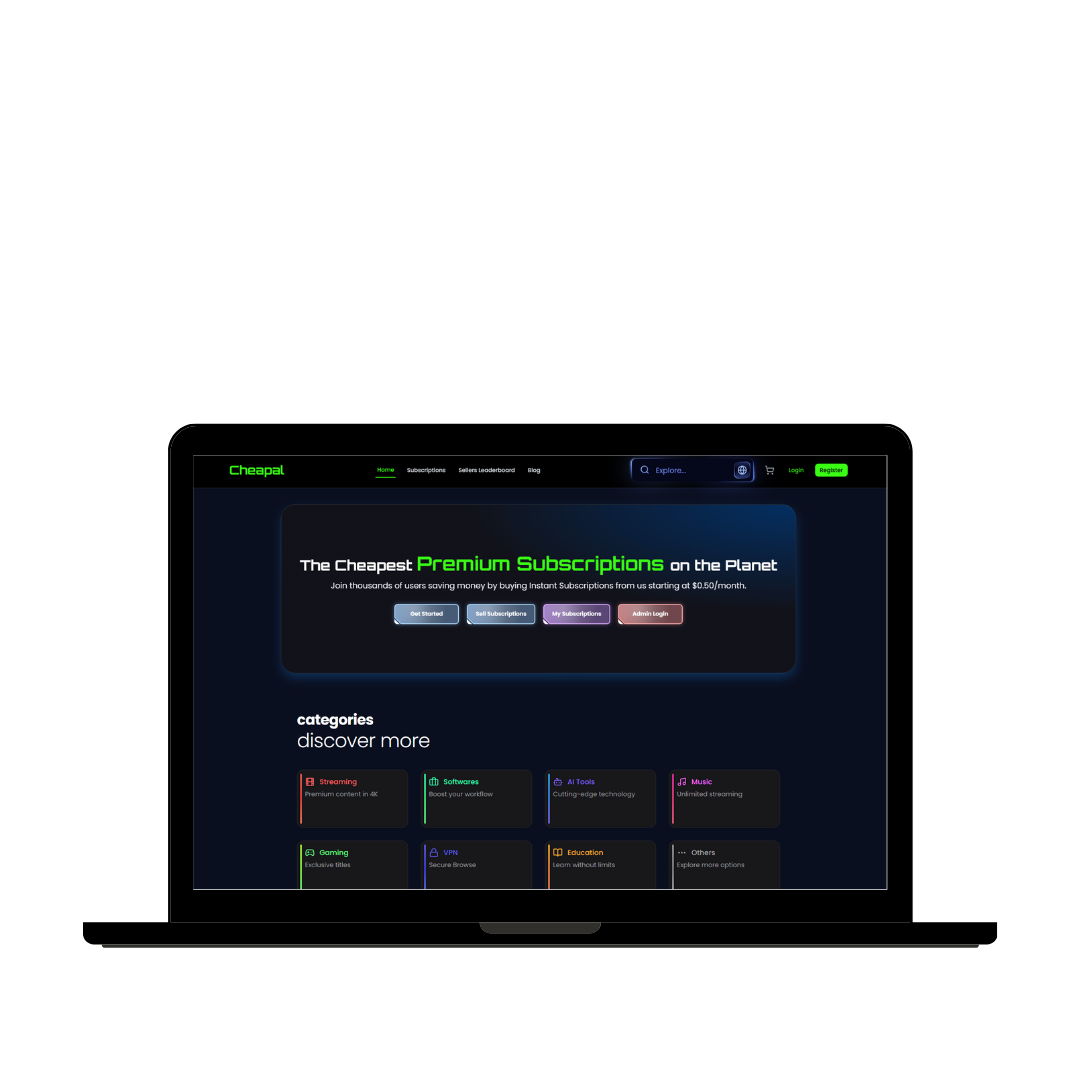 Cheapal
Home Subscriptions Sellers Leaderboard Blog Explore... Login Register
The Cheapest Premium Subscriptions on the Planet
Join thousands of users saving money by buying Instant Subscriptions from us starting at $0.50/month.
Get Started Sell Subscriptions My Subscriptions Admin Login
categories
discover more
Streaming
Premium content in 4K
Softwares
Boost your workflow
AI Tools
Cutting-edge technology
Music
Unlimited streaming
Gaming
Exclusive titles
VPN
Secure Browse
Education
Learn without limits
Others
Explore more options